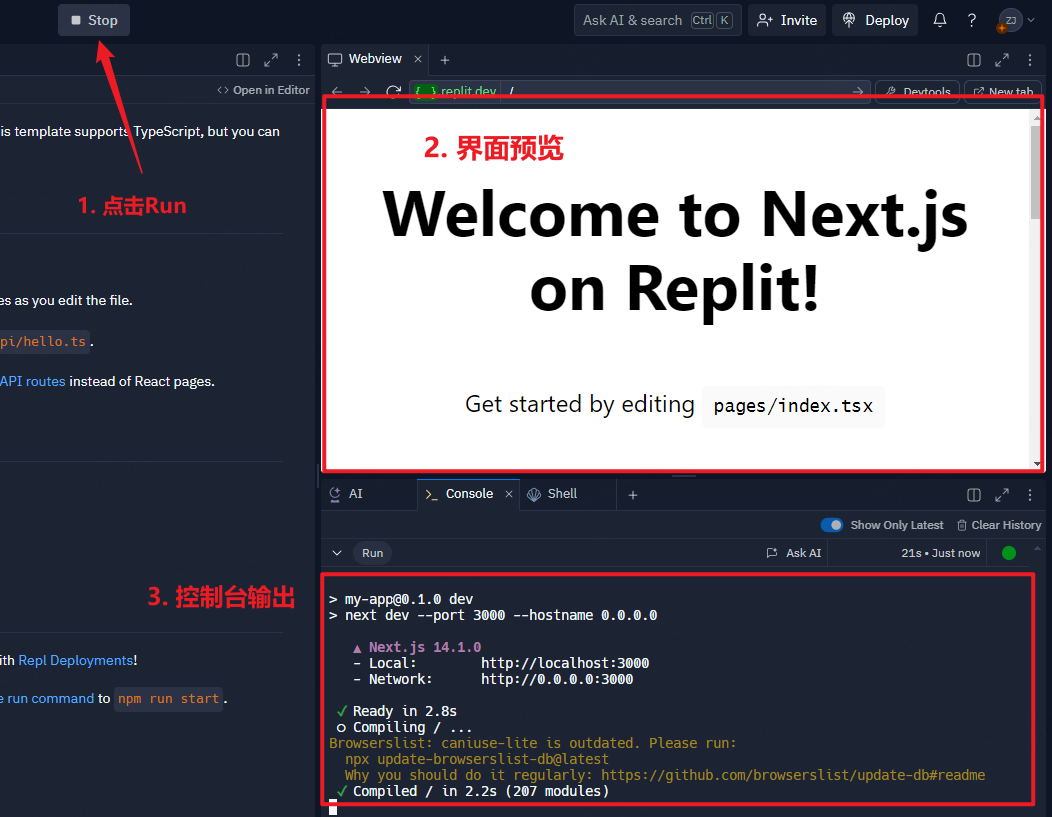 Stop
Ask AI & search Ctrl K
Invite
Deploy
?
ZJ
Open in Editor
is template supports TypeScript, but you can
1. 点击Run
es as you edit the file.
pi/hello.ts.
API routes instead of React pages.
3. 控制台输出
ith Repl Deployments!
e run command to npm run start.
Webview
replit.dev /
Devtools
New tab
2. 界面预览
Welcome to Next.js
on Replit!
Get started by editing pages/index.tsx
AI
Console
Shell
Show Only Latest
Clear History
Run
Ask AI
21s • Just now
> my-app@0.1.0 dev
> next dev --port 3000 --hostname 0.0.0.0
▲ Next.js 14.1.0
- Local: http://localhost:3000
- Network: http://0.0.0.0:3000
✓ Ready in 2.8s
○ Compiling / ...
Browserslist: caniuse-lite is outdated. Please run:
npx update-browserslist-db@latest
Why you should do it regularly: https://github.com/browserslist/update-db#readme
✓ Compiled / in 2.2s (207 modules)